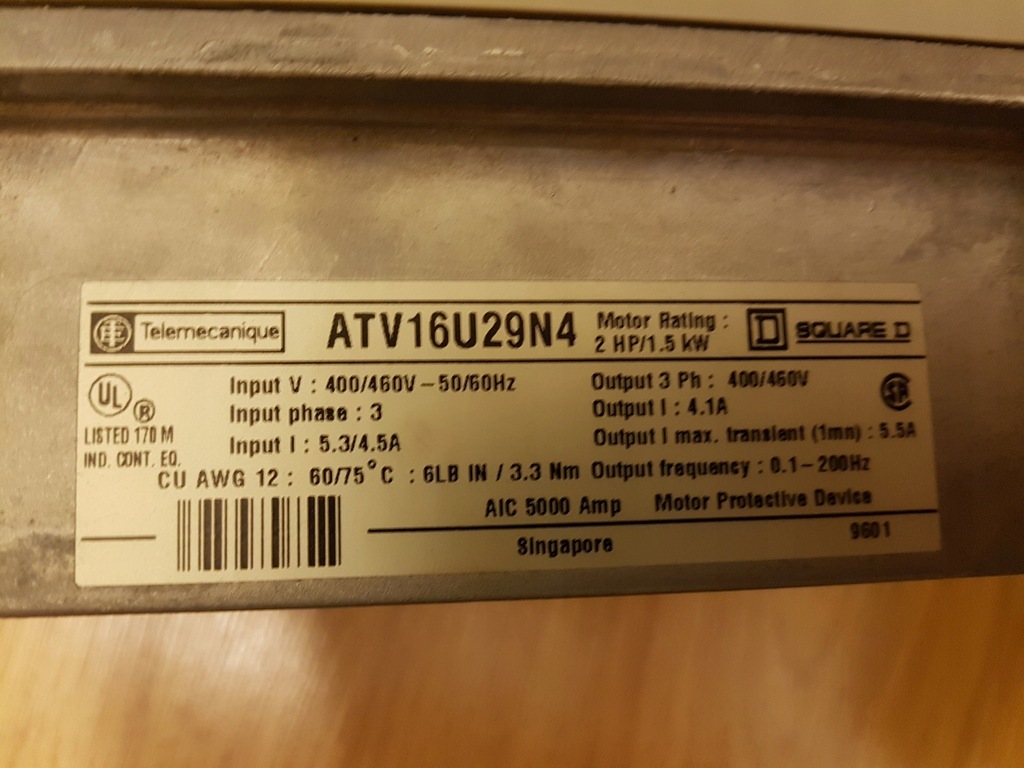 Telemecanique ATV16U29N4 Motor Rating : SQUARE D
2 HP/1.5 kW
UL ® Input V : 400/460V – 50/60Hz Output 3 Ph : 400/460V SA
Input phase : 3 Output I : 4.1A
LISTED 170 M Input I : 5.3/4.5A Output I max. transient (1mn) : 5.5A
IND. CONT. EQ.
CU AWG 12 : 60/75°C : 6LB IN / 3.3 Nm Output frequency : 0.1–200Hz
AIC 5000 Amp Motor Protective Device
Singapore 9601